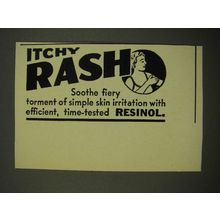 ITCHY
RASH
Soothe fiery
torment of simple skin irritation with
efficient, time-tested RESINOL.